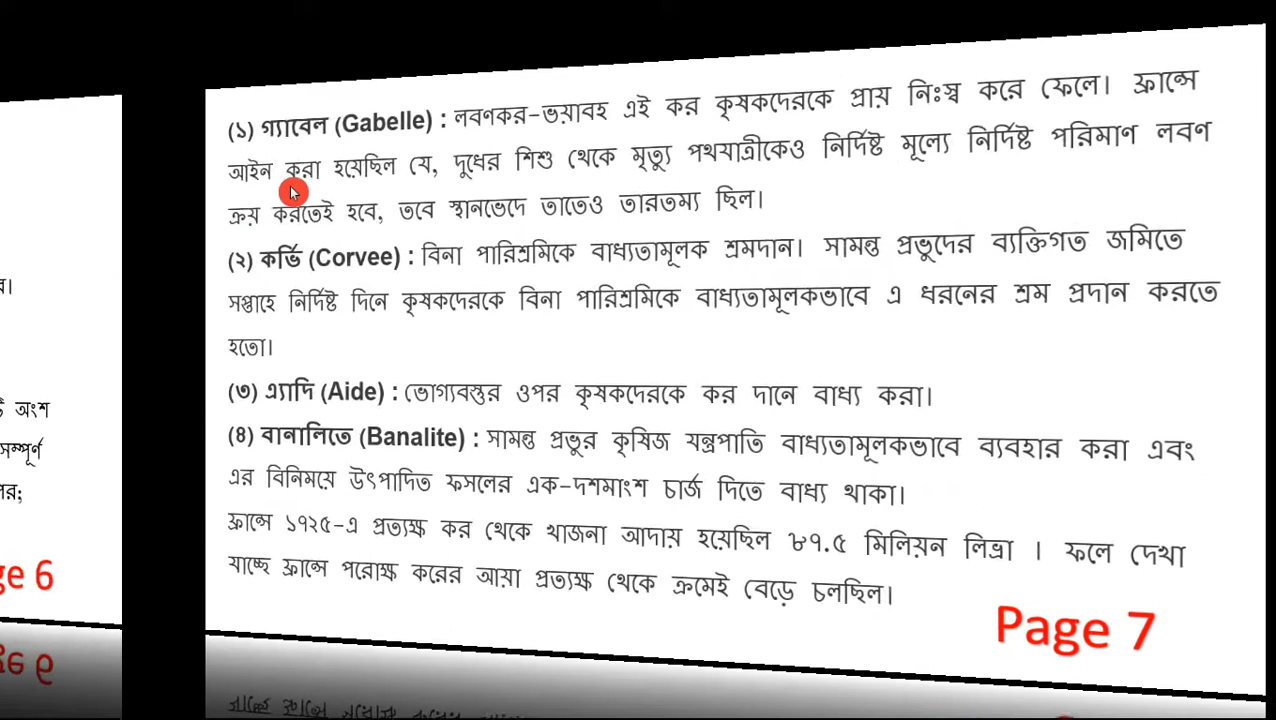 (১) গ্যাবেল (Gabelle) : লবণকর-ভয়াবহ এই কর কৃষকদেরকে প্রায় নিঃস্ব করে ফেলে। ফ্রান্সে
আইন করা হয়েছিল যে, দুধের শিশু থেকে মৃত্যু পথযাত্রীকেও নির্দিষ্ট মূল্যে নির্দিষ্ট পরিমাণ লবণ
ক্রয় করতেই হবে, তবে স্থানভেদে তাতেও তারতম্য ছিল।
(২) কর্ভি (Corvee) : বিনা পারিশ্রমিকে বাধ্যতামূলক শ্রমদান। সামন্ত প্রভুদের ব্যক্তিগত জমিতে
সপ্তাহে নির্দিষ্ট দিনে কৃষকদেরকে বিনা পারিশ্রমিকে বাধ্যতামূলকভাবে এ ধরনের শ্রম প্রদান করতে
হতো।
(৩) এ্যাদি (Aide) : ভোগ্যবস্তুর ওপর কৃষকদেরকে কর দানে বাধ্য করা।
(৪) বানালিতে (Banalite) : সামন্ত প্রভুর কৃষিজ যন্ত্রপাতি বাধ্যতামূলকভাবে ব্যবহার করা এবং
এর বিনিময়ে উৎপাদিত ফসলের এক-দশমাংশ চার্জ দিতে বাধ্য থাকা।
ফ্রান্সে ১৭২৫-এ প্রত্যক্ষ কর থেকে খাজনা আদায় হয়েছিল ৮৭.৫ মিলিয়ন লিভ্রা । ফলে দেখা
যাচ্ছে ফ্রান্সে পরোক্ষ করের আয়া প্রত্যক্ষ থেকে ক্রমেই বেড়ে চলছিল।
Page 7
অংশ
সম্পূর্ণ
ge 6